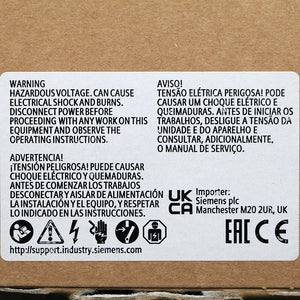 WARNING
HAZARDOUS VOLTAGE. CAN CAUSE
ELECTRICAL SHOCK AND BURNS.
DISCONNECT POWER BEFORE
PROCEEDING WITH ANY WORK ON THIS
EQUIPMENT AND OBSERVE THE
OPERATING INSTRUCTIONS.
ADVERTENCIA!
¡TENSIÓN PELIGROSA! PUEDE CAUSAR
CHOQUE ELÉCTRICO Y QUEMADURAS.
ANTES DE COMENZAR LOS TRABAJOS
DESCONECTAR Y AISLAR DE ALIMENTACIÓN
LA INSTALACIÓN Y EL EQUIPO, Y RESPETAR
LO INDICADO EN LAS INSTRUCCIONES.
http://support.industry.siemens.com
AVISO!
TENSÃO ELÉTRICA PERIGOSA! PODE
CAUSAR UM CHOQUE ELÉTRICO E
QUEIMADURAS. ANTES DE INICIAR OS
TRABALHOS, DESLIGUE A TENSÃO DA
UNIDADE E DO APARELHO E
CONSULTAR, E OBSERVAR,
O MANUAL DE SERVIÇO.
UK
CA
Importer:
Siemens plc
Manchester M20 2UR, UK
EAC CE